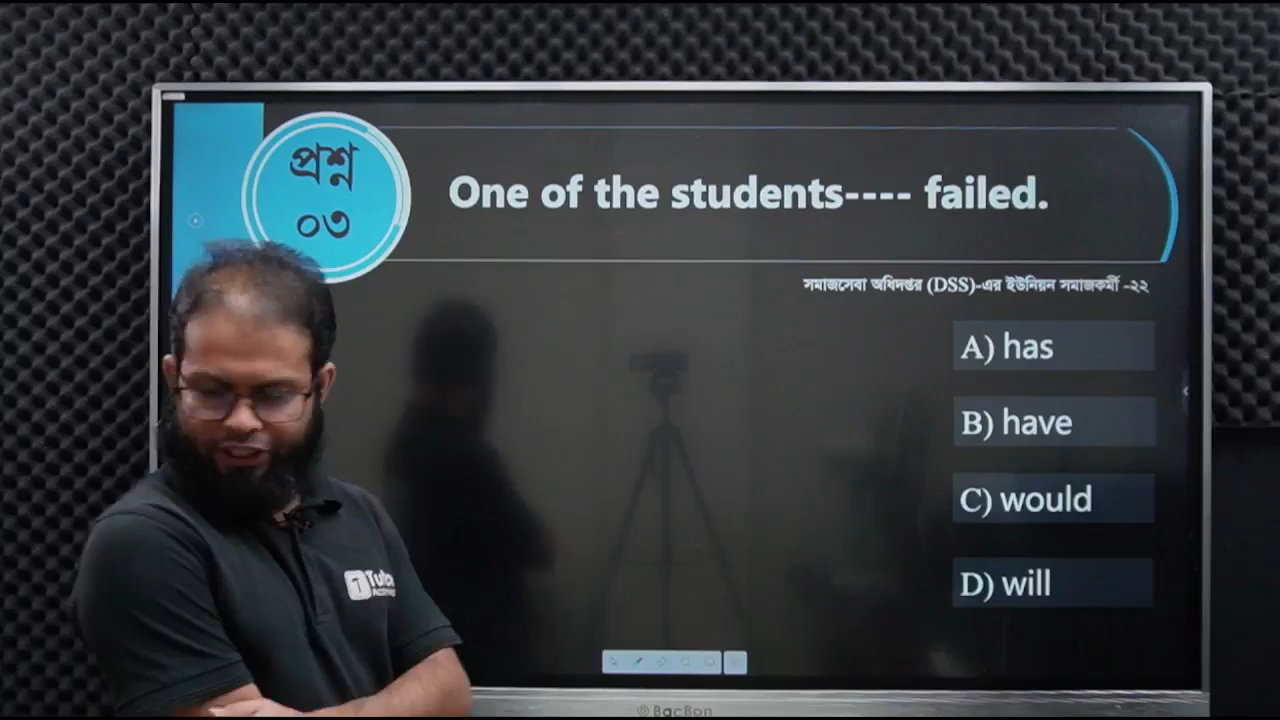 প্রশ্ন
০৩
One of the students---- failed.
সমাজসেবা অধিদপ্তর (DSS)-এর ইউনিয়ন সমাজকর্মী -২২
A) has
B) have
C) would
D) will
BacBon